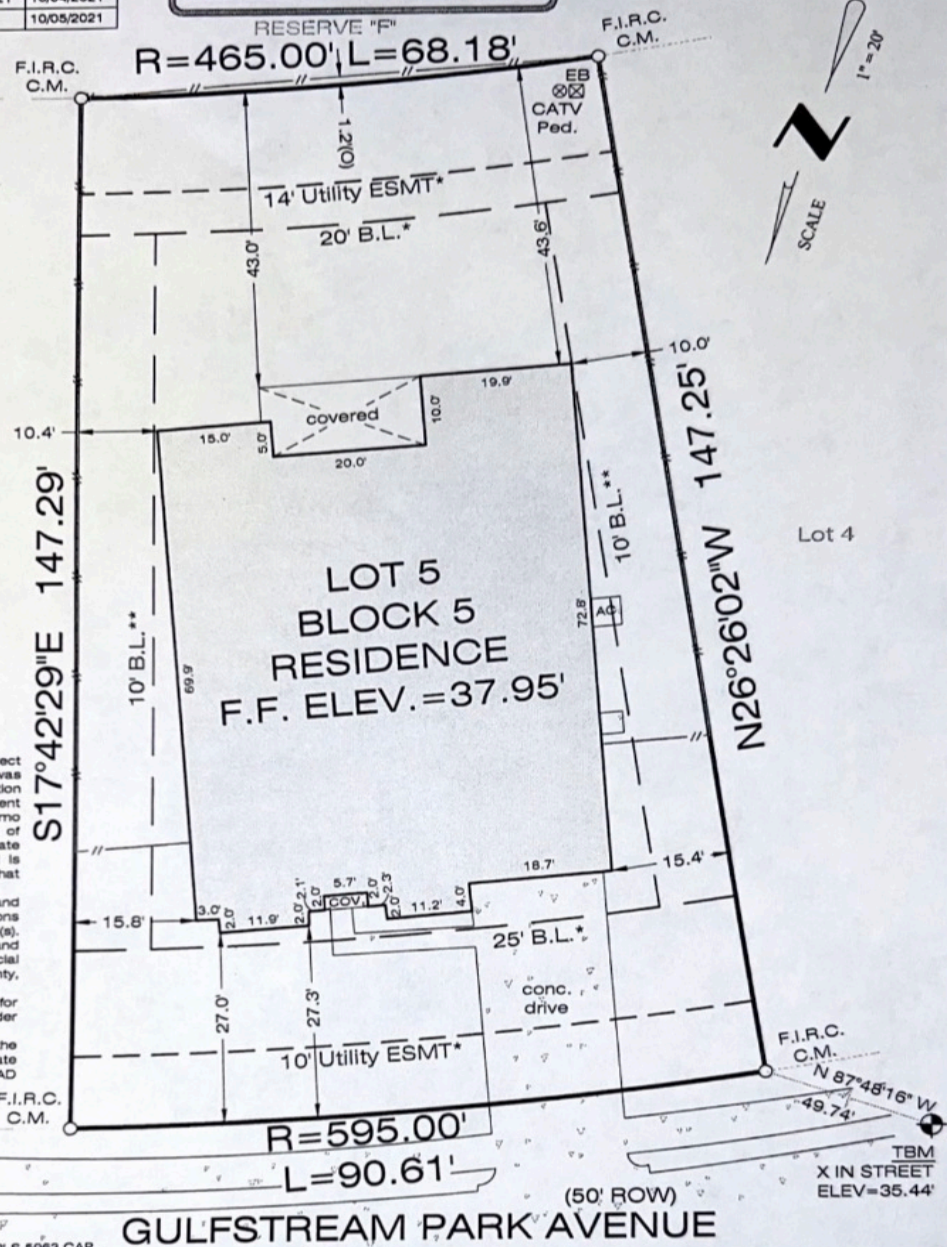 10/05/2021
RESERVE "F"
R=465.00' L=68.18'
F.I.R.C.
C.M.
F.I.R.C.
C.M.
1" = 20'
SCALE
EB
CATV
Ped.
1.2'(O)
14' Utility ESMT*
20' B.L.*
43.0'
43.6'
10.0'
19.9'
covered
10.0'
10.4'
15.0'
5.0'
20.0'
S17°42'29"E 147.29'
N26°26'02"W 147.25'
Lot 4
10' B.L.**
10' B.L.**
LOT 5
BLOCK 5
RESIDENCE
F.F. ELEV.=37.95'
69.9'
72.8'
AC
15.8'
3.0'
2.0'
11.9'
2.0'
4.2.1'
2.0'
5.7'
COV.
2.0'
2.3'
2.0'
11.2'
4.0'
18.7'
15.4'
25' B.L.*
conc.
drive
27.0'
27.3'
10' Utility ESMT*
F.I.R.C.
C.M.
F.I.R.C.
C.M.
N 87°48'16" W
49.74'
R=595.00'
L=90.61'
TBM
X IN STREET
ELEV=35.44'
(50' ROW)
GULFSTREAM PARK AVENUE